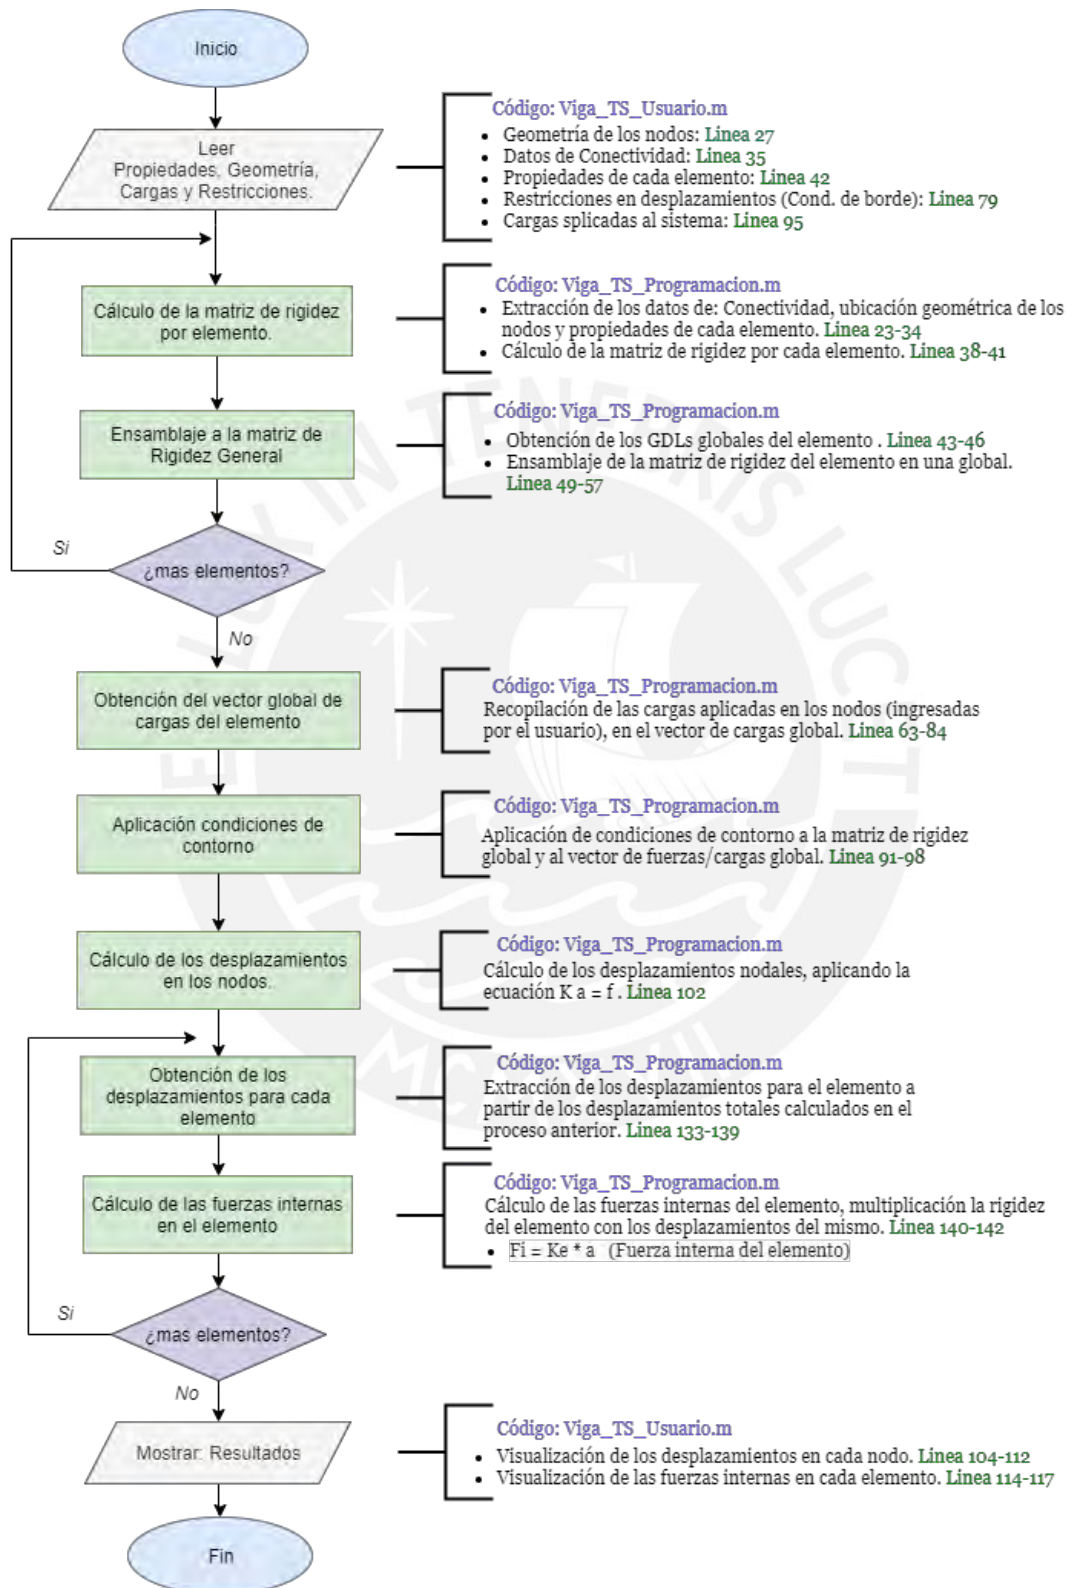 Inicio
Leer
Propiedades, Geometría,
Cargas y Restricciones.
Código: Viga_TS_Usuario.m
• Geometría de los nodos: Linea 27
• Datos de Conectividad: Linea 35
• Propiedades de cada elemento: Linea 42
• Restricciones en desplazamientos (Cond. de borde): Linea 79
• Cargas splicadas al sistema: Linea 95
Cálculo de la matriz de rigidez
por elemento.
Código: Viga_TS_Programacion.m
• Extracción de los datos de: Conectividad, ubicación geométrica de los
nodos y propiedades de cada elemento. Linea 23-34
• Cálculo de la matriz de rigidez por cada elemento. Linea 38-41
Ensamblaje a la matriz de
Rigidez General
Código: Viga_TS_Programacion.m
• Obtención de los GDLs globales del elemento . Linea 43-46
• Ensamblaje de la matriz de rigidez del elemento en una global.
Linea 49-57
Si
¿mas elementos?
No
Obtención del vector global de
cargas del elemento
Código: Viga_TS_Programacion.m
Recopilación de las cargas aplicadas en los nodos (ingresadas
por el usuario), en el vector de cargas global. Linea 63-84
Aplicación condiciones de
contorno
Código: Viga_TS_Programacion.m
Aplicación de condiciones de contorno a la matriz de rigidez
global y al vector de fuerzas/cargas global. Linea 91-98
Cálculo de los desplazamientos
en los nodos.
Código: Viga_TS_Programacion.m
Cálculo de los desplazamientos nodales, aplicando la
ecuación K a = f . Linea 102
Obtención de los
desplazamientos para cada
elemento
Código: Viga_TS_Programacion.m
Extracción de los desplazamientos para el elemento a
partir de los desplazamientos totales calculados en el
proceso anterior. Linea 133-139
Cálculo de las fuerzas internas
en el elemento
Código: Viga_TS_Programacion.m
Cálculo de las fuerzas internas del elemento, multiplicación la rigidez
del elemento con los desplazamientos del mismo. Linea 140-142
• Fi = Ke * a (Fuerza interna del elemento)
Si
¿mas elementos?
No
Mostrar: Resultados
Código: Viga_TS_Usuario.m
• Visualización de los desplazamientos en cada nodo. Linea 104-112
• Visualización de las fuerzas internas en cada elemento. Linea 114-117
Fin